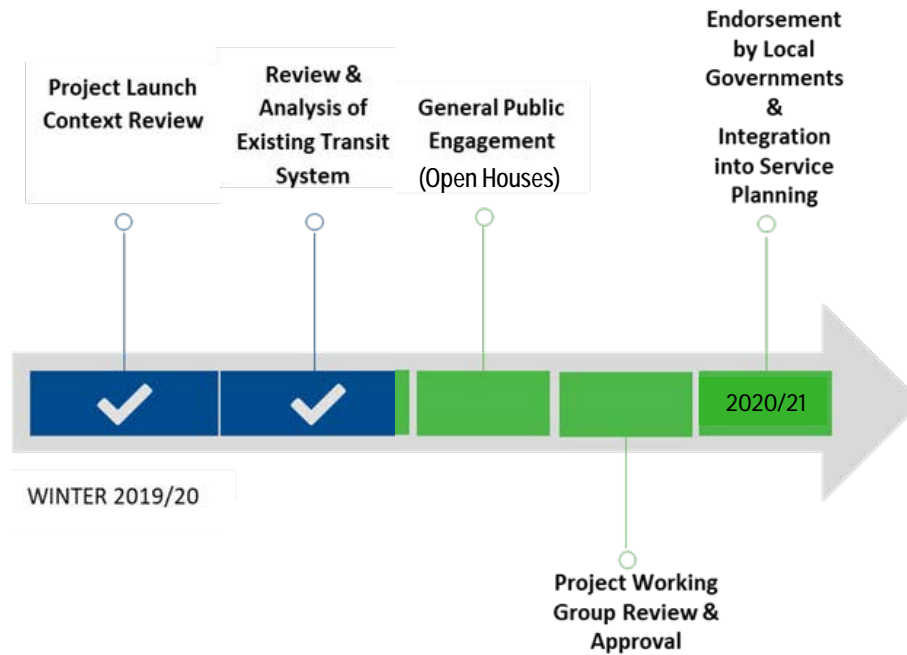 Project Launch
Context Review
Review &
Analysis of
Existing Transit
System
General Public
Engagement
(Open Houses)
Endorsement
by Local
Governments
&
Integration
into Service
Planning
2020/21
WINTER 2019/20
Project Working
Group Review &
Approval